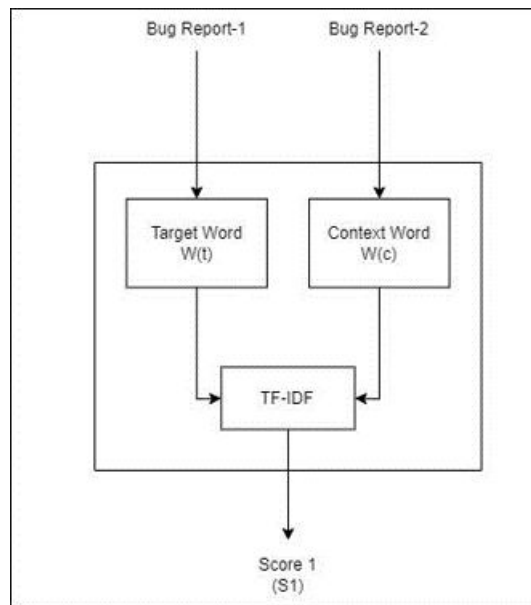 Bug Report-1
Bug Report-2
Target Word
W(t)
Context Word
W(c)
TF-IDF
Score 1
(S1)